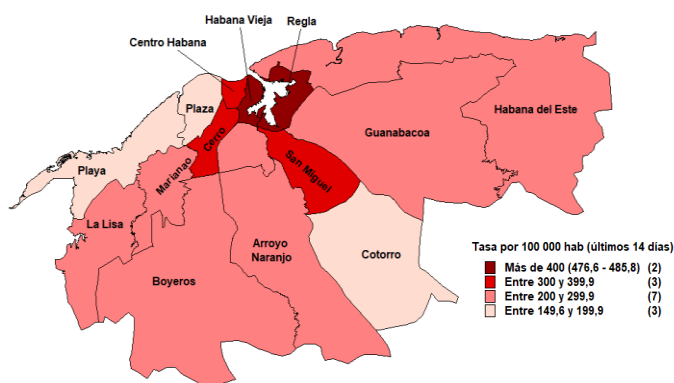 Habana Vieja
Regla
Centro Habana
Plaza
Habana del Este
Guanabacoa
Cerro
San Miguel
Marianao
Playa
La Lisa
Arroyo
Naranjo
Cotorro
Boyeros
Tasa por 100 000 hab (últimos 14 días)
Más de 400 (476,6 - 485,8) (2)
Entre 300 y 399,9 (3)
Entre 200 y 299,9 (7)
Entre 149,6 y 199,9 (3)